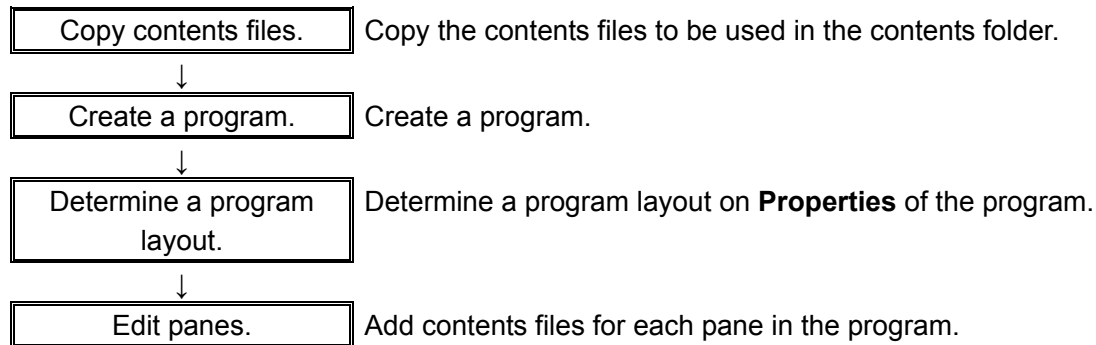 Copy contents files. Copy the contents files to be used in the contents folder.
↓
Create a program. Create a program.
↓
Determine a program Determine a program layout on Properties of the program.
layout.
↓
Edit panes. Add contents files for each pane in the program.